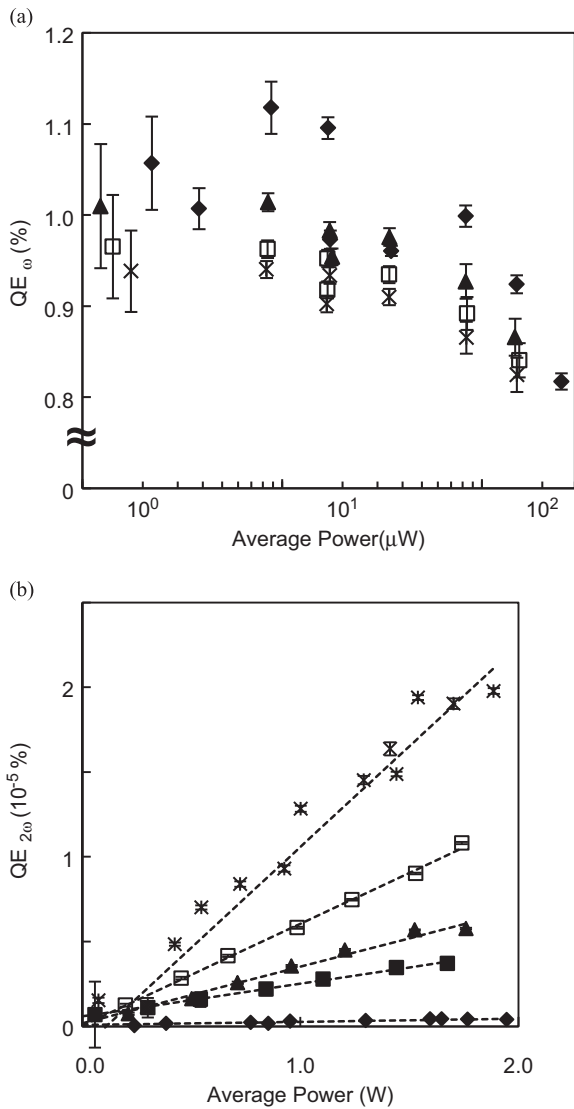 (a)
1.2
1.1
1.0
0.9
0.8
0
QE ω (%)
10⁰ 10¹ 10²
Average Power(μW)
(b)
2
1
0
QE 2ω (10⁻⁵ %)
0.0 1.0 2.0
Average Power (W)